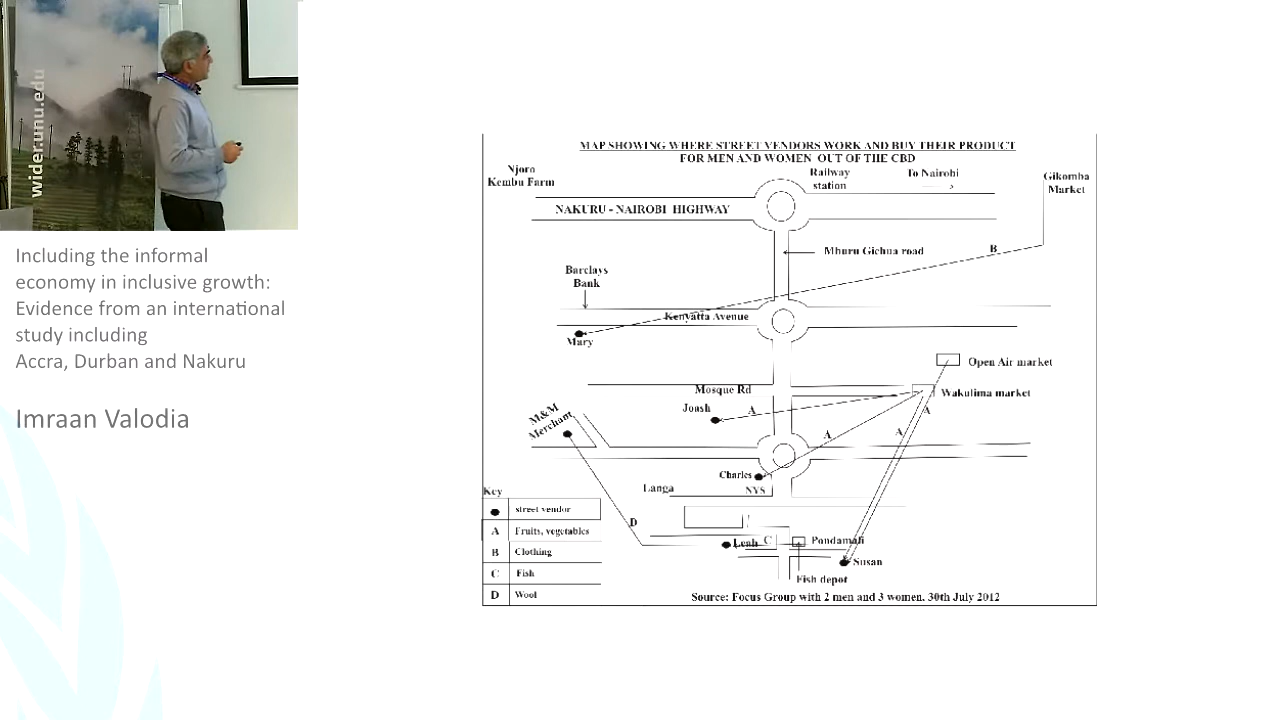 wider.unu.edu
Including the informal
economy in inclusive growth:
Evidence from an international
study including
Accra, Durban and Nakuru
Imraan Valodia
MAP SHOWING WHERE STREET VENDORS WORK AND BUY THEIR PRODUCT
FOR MEN AND WOMEN OUT OF THE CBD
Njoro
Kembu Farm
Railway
station
To Nairobi
Gikomba
Market
NAKURU - NAIROBI HIGHWAY
Mburu Gichua road
B
Barclays
Bank
Kenyatta Avenue
Mary
Open Air market
Mosque Rd
Wakulima market
Joash
A
A
M&M
Merchant
A
A
Charles
Langa
NYS
D
Leah
C
Pondamali
Susan
Fish depot
Key
street vendor
A Fruits, vegetables
B Clothing
C Fish
D Wool
Source: Focus Group with 2 men and 3 women, 30th July 2012